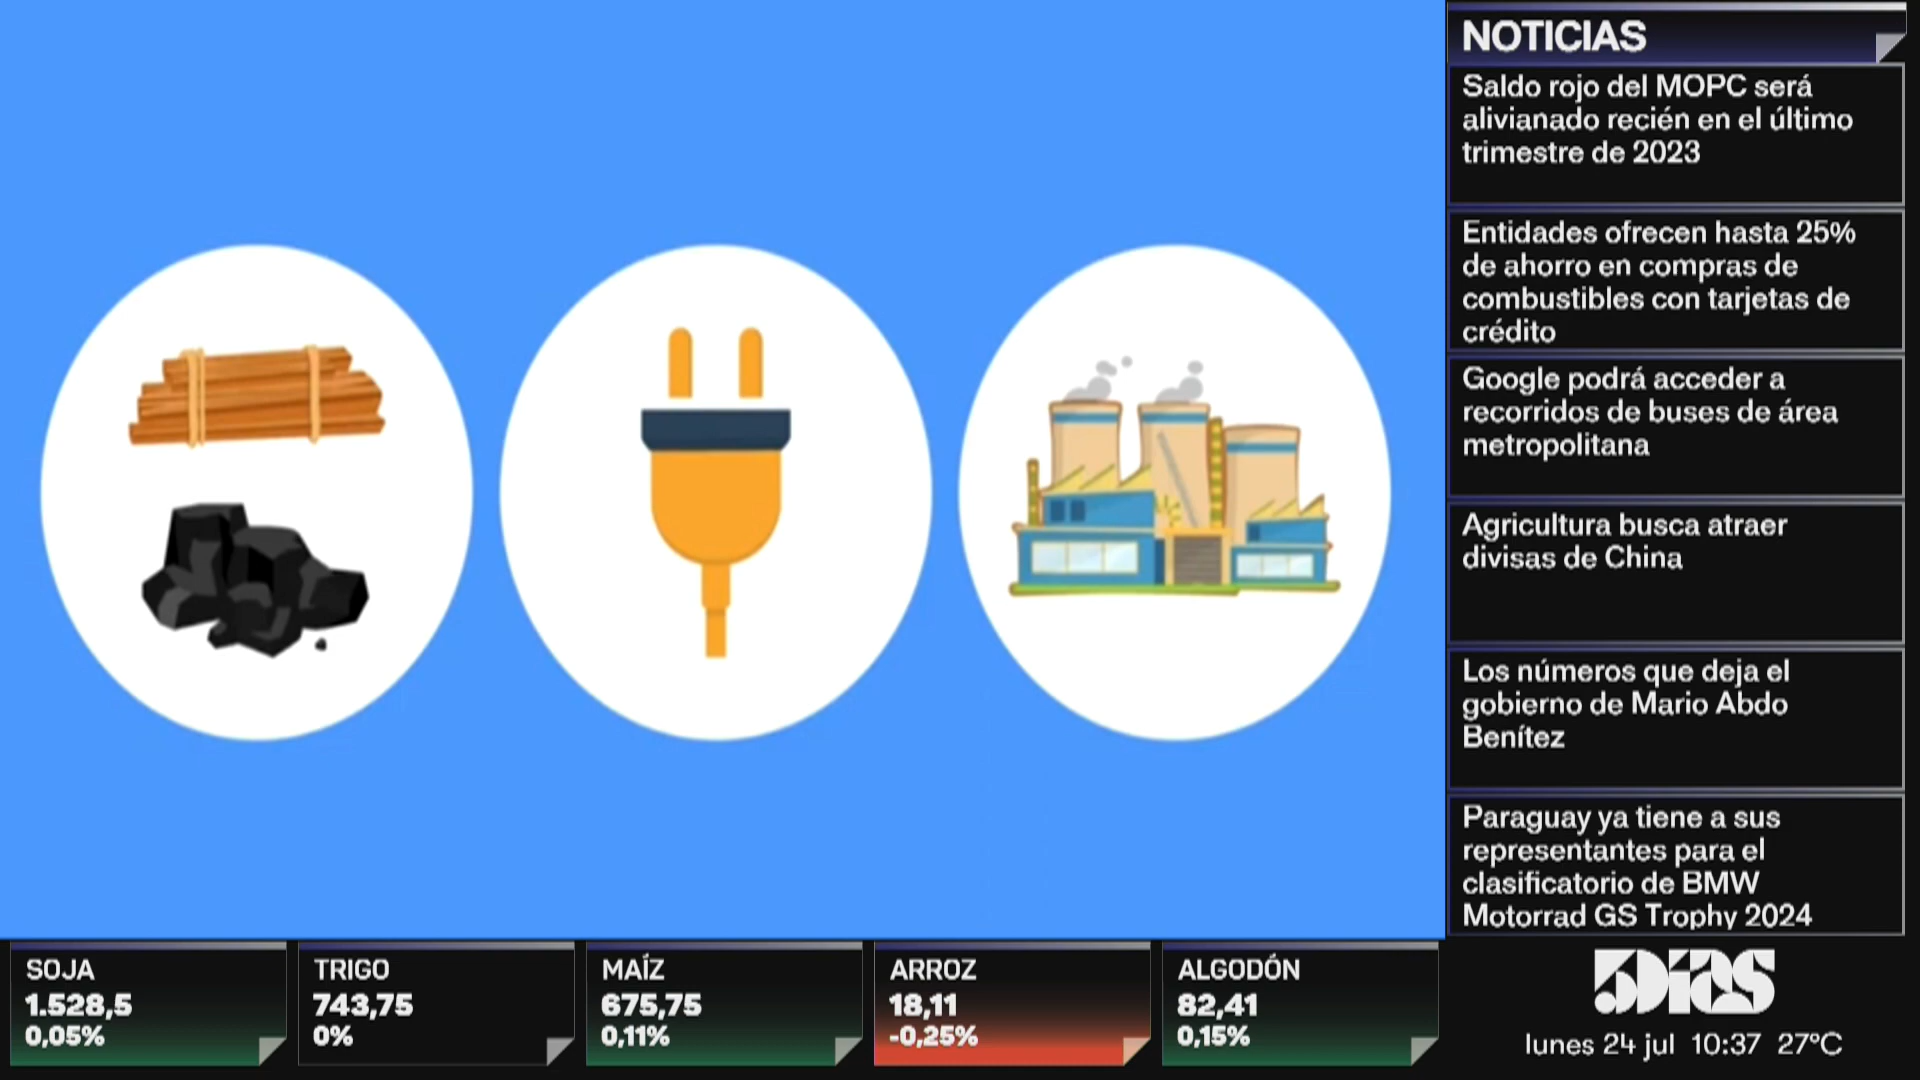 NOTICIAS
Saldo rojo del MOPC será
alivianado recién en el último
trimestre de 2023
Entidades ofrecen hasta 25%
de ahorro en compras de
combustibles con tarjetas de
crédito
Google podrá acceder a
recorridos de buses de área
metropolitana
Agricultura busca atraer
divisas de China
Los números que deja el
gobierno de Mario Abdo
Benítez
Paraguay ya tiene a sus
representantes para el
clasificatorio de BMW
Motorrad GS Trophy 2024
SOJA
1.528,5
0,05%
TRIGO
743,75
0%
MAÍZ
675,75
0,11%
ARROZ
18,11
-0,25%
ALGODÓN
82,41
0,15%
5Días
lunes 24 jul 10:37 27°C